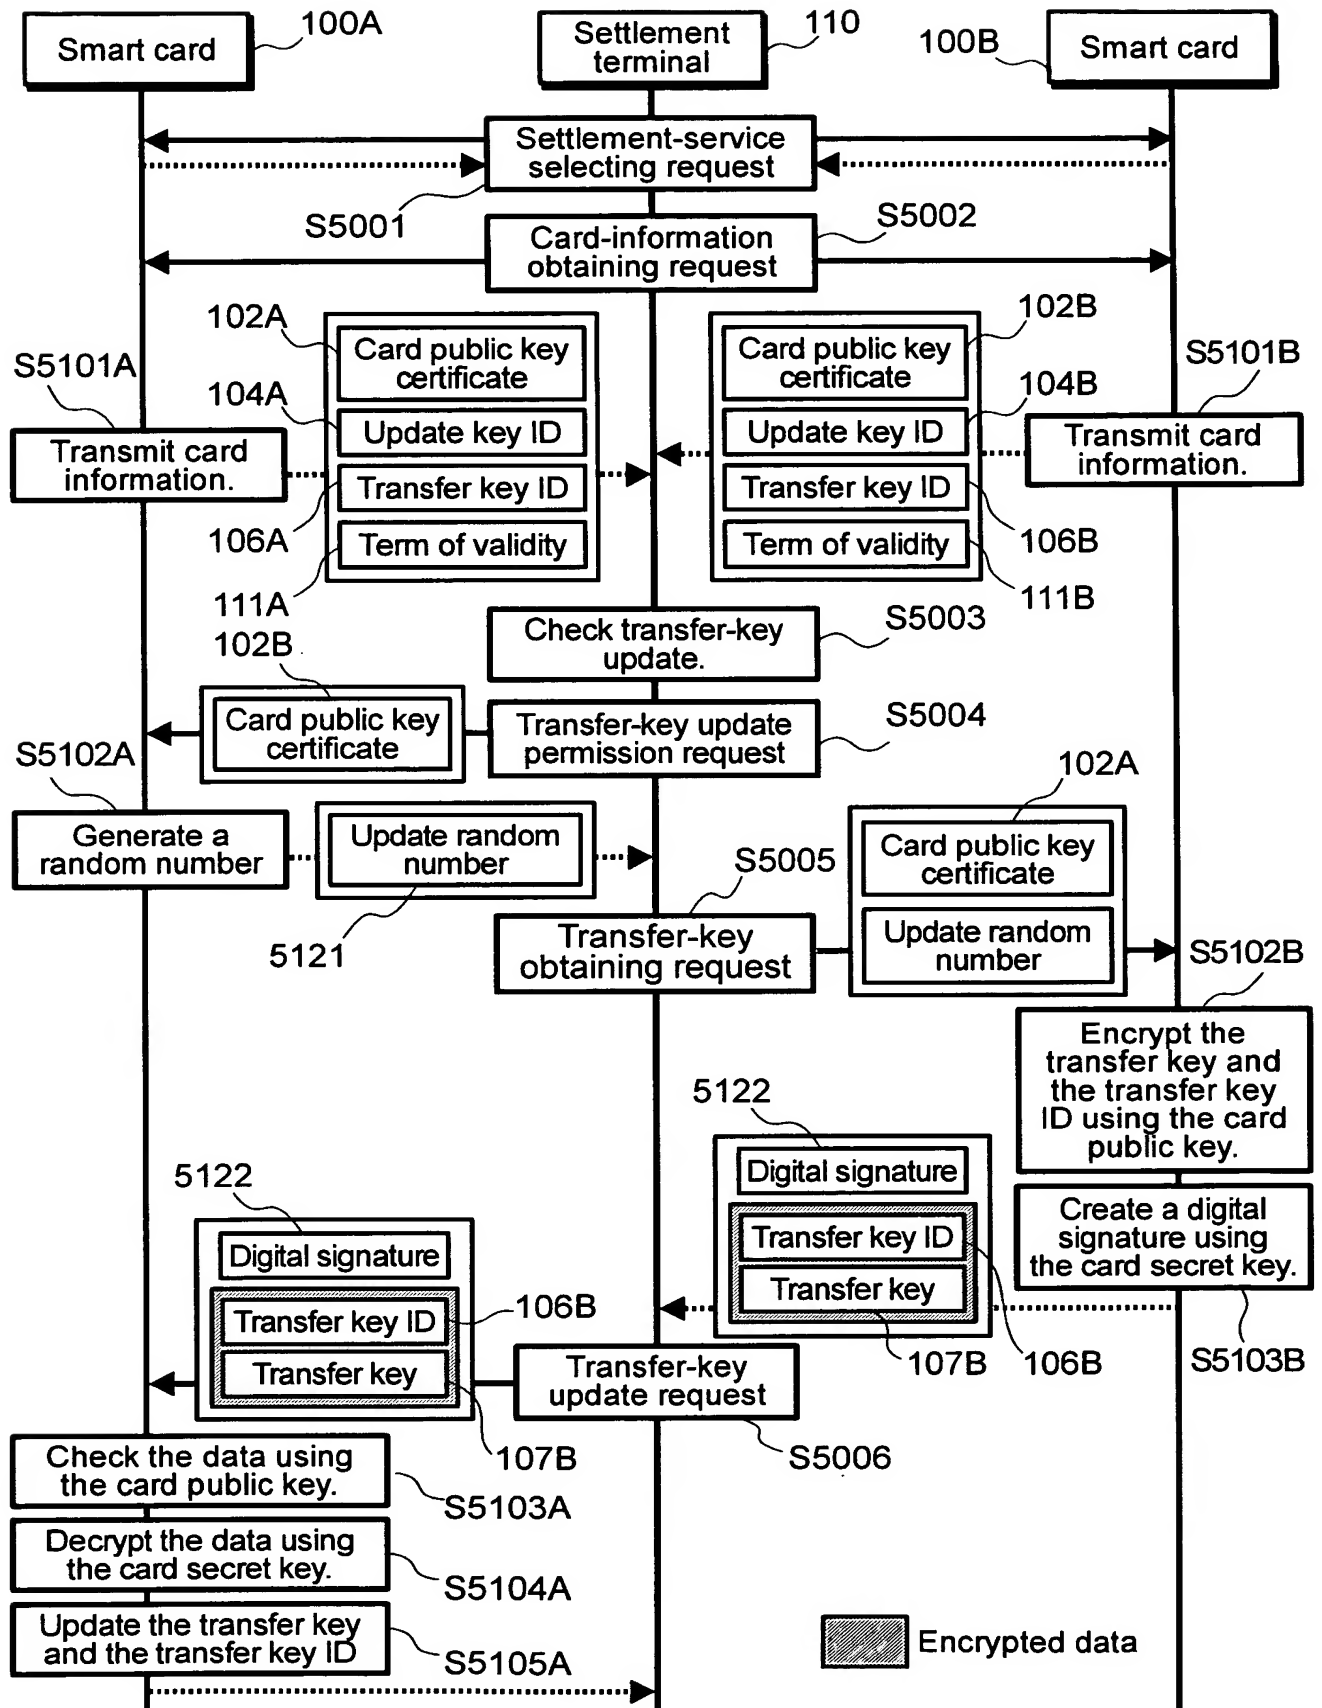 Smart card
100A
Settlement
terminal
110
100B
Smart card
Settlement-service
selecting request
S5001
S5002
Card-information
obtaining request
102A
Card public key
certificate
104A
Update key ID
Transfer key ID
106A
Term of validity
111A
102B
Card public key
certificate
104B
Update key ID
Transfer key ID
106B
Term of validity
111B
S5101A
Transmit card
information.
S5101B
Transmit card
information.
Check transfer-key
update.
S5003
102B
Card public key
certificate
Transfer-key update
permission request
S5004
S5102A
Generate a
random number
Update random
number
5121
S5005
Transfer-key
obtaining request
102A
Card public key
certificate
Update random
number
S5102B
Encrypt the
transfer key and
the transfer key
ID using the card
public key.
5122
Digital signature
Transfer key ID
Transfer key
107B
106B
Create a digital
signature using
the card secret key.
S5103B
5122
Digital signature
Transfer key ID
106B
Transfer key
107B
Transfer-key
update request
S5006
Check the data using
the card public key.
S5103A
Decrypt the data using
the card secret key.
S5104A
Update the transfer key
and the transfer key ID
S5105A
Encrypted data